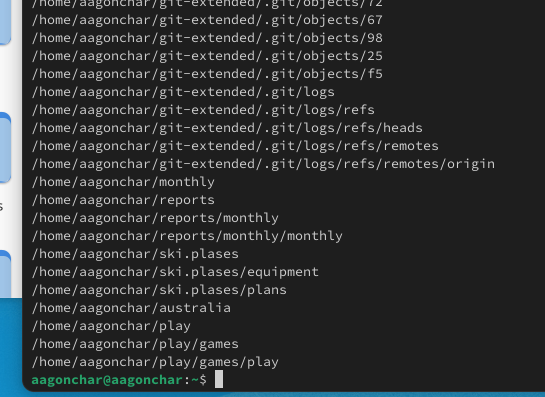 /home/aagonchar/git-extended/.git/objects/72
/home/aagonchar/git-extended/.git/objects/67
/home/aagonchar/git-extended/.git/objects/98
/home/aagonchar/git-extended/.git/objects/25
/home/aagonchar/git-extended/.git/objects/f5
/home/aagonchar/git-extended/.git/logs
/home/aagonchar/git-extended/.git/logs/refs
/home/aagonchar/git-extended/.git/logs/refs/heads
/home/aagonchar/git-extended/.git/logs/refs/remotes
/home/aagonchar/git-extended/.git/logs/refs/remotes/origin
/home/aagonchar/monthly
/home/aagonchar/reports
/home/aagonchar/reports/monthly
/home/aagonchar/reports/monthly/monthly
/home/aagonchar/ski.plases
/home/aagonchar/ski.plases/equipment
/home/aagonchar/ski.plases/plans
/home/aagonchar/australia
/home/aagonchar/play
/home/aagonchar/play/games
/home/aagonchar/play/games/play
aagonchar@aagonchar:~$